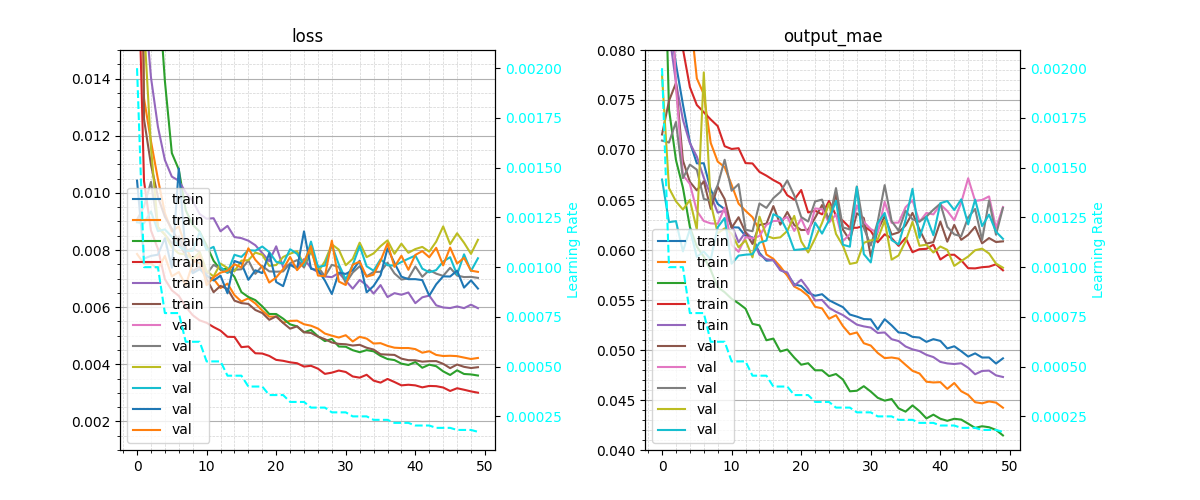 loss
0.014
0.012
0.010
0.008
0.006
0.004
0.002
0 10 20 30 40 50
train
train
train
train
train
train
val
val
val
val
val
val
0.00200
0.00175
0.00150
0.00125
0.00100
0.00075
0.00050
0.00025
Learning Rate
output_mae
0.080
0.075
0.070
0.065
0.060
0.055
0.050
0.045
0.040
0 10 20 30 40 50
train
train
train
train
train
val
val
val
val
val
0.00200
0.00175
0.00150
0.00125
0.00100
0.00075
0.00050
0.00025
Learning Rate